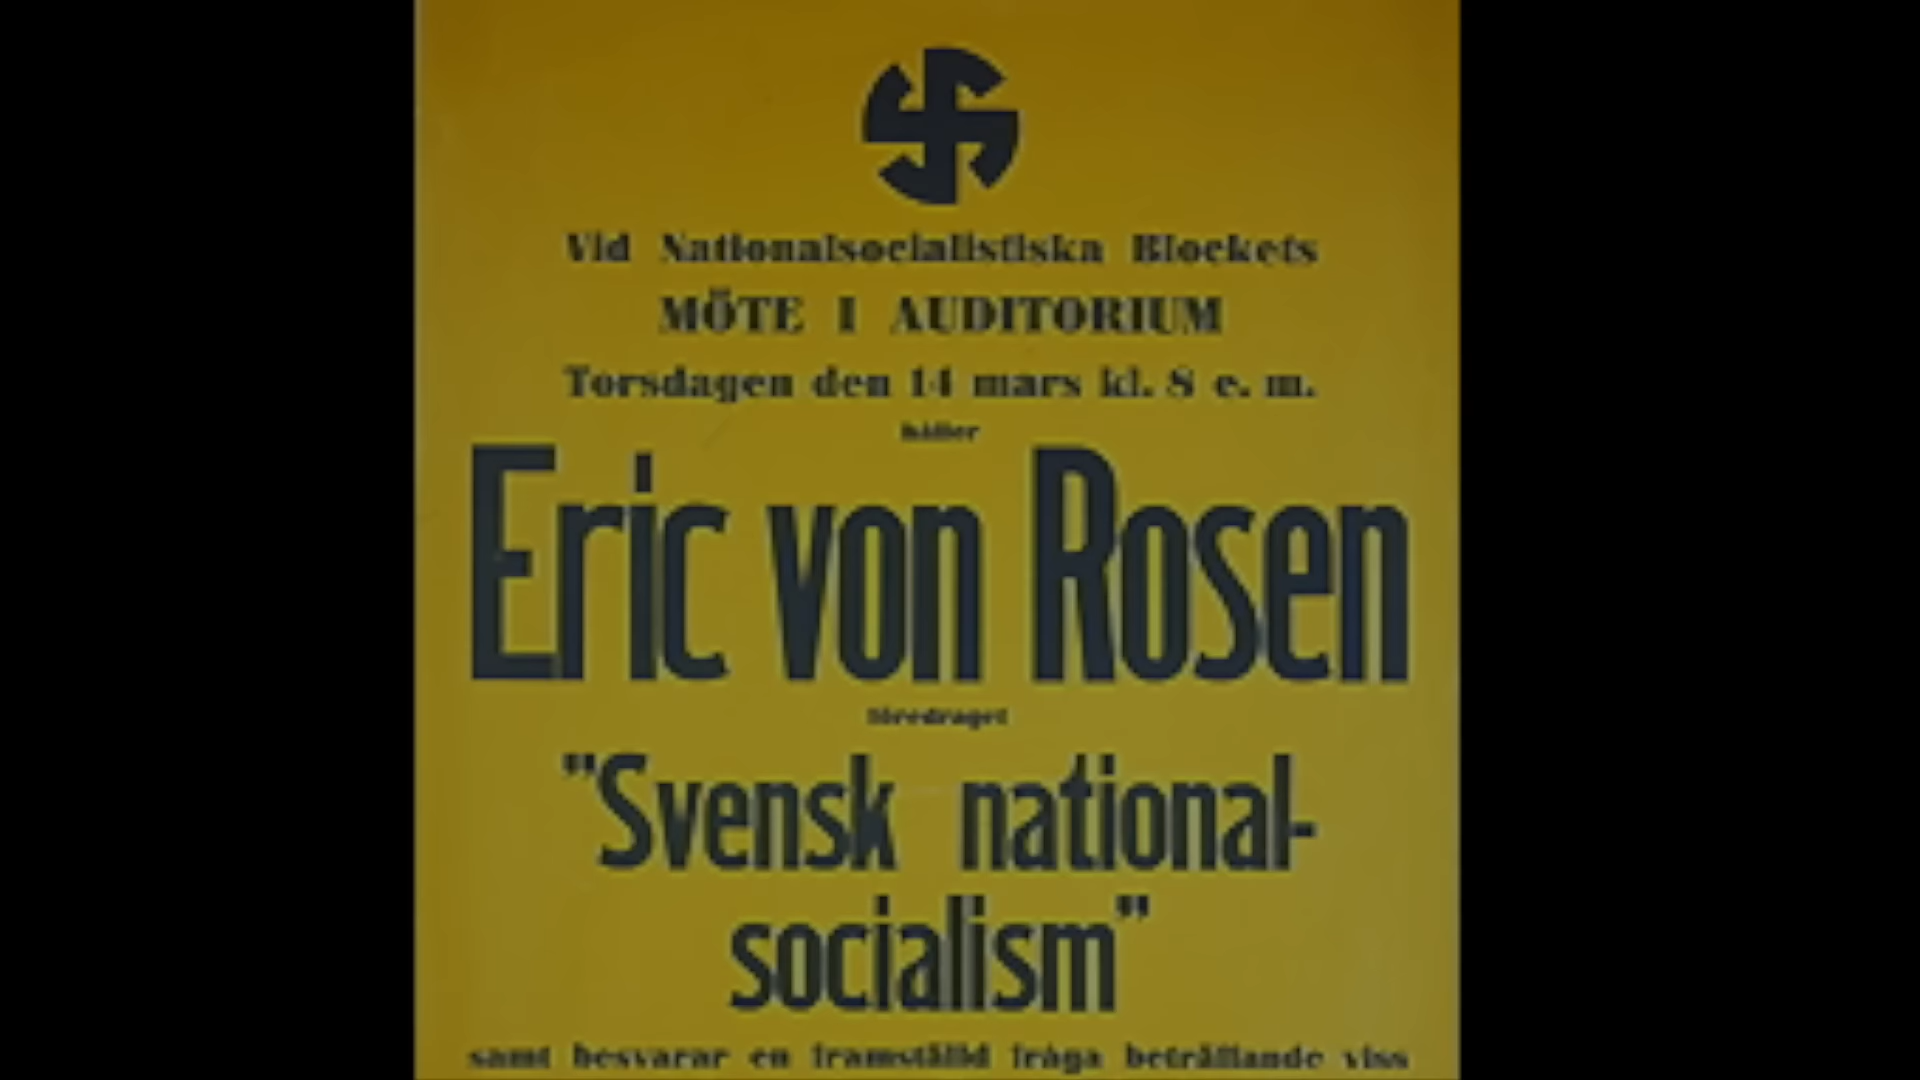 Vid Nationalsocialistiska Blockets
MÖTE I AUDITORIUM
Torsdagen den 14 mars kl. 8 e. m.
håller
Eric von Rosen
föredraget
"Svensk national-
socialism"
samt besvarar en framställd fråga beträffande viss